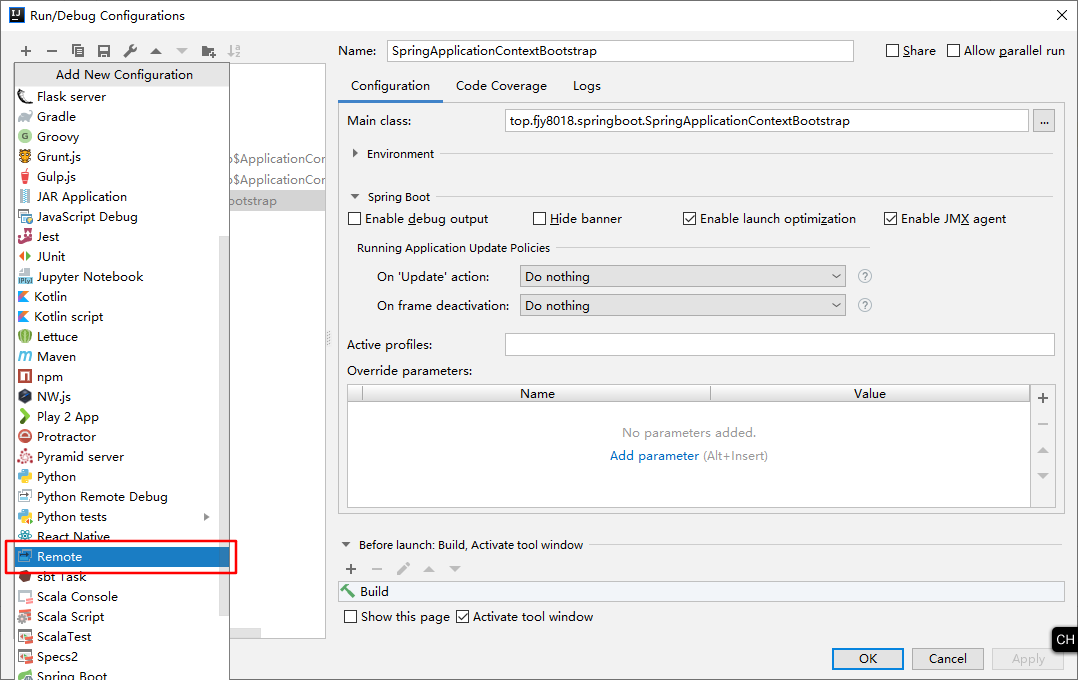 Run/Debug Configurations
Name: SpringApplicationContextBootstrap
Share
Allow parallel run
Add New Configuration
Flask server
Gradle
Groovy
Grunt.js
Gulp.js
JAR Application
JavaScript Debug
Jest
JUnit
Jupyter Notebook
Kotlin
Kotlin script
Lettuce
Maven
npm
NW.js
Play 2 App
Protractor
Pyramid server
Python
Python Remote Debug
Python tests
React Native
Remote
sbt Task
Scala Console
Scala Script
ScalaTest
Specs2
Spring Boot
$ApplicationCor
$ApplicationCor
ootstrap
Configuration Code Coverage Logs
Main class: top.fjy8018.springboot.SpringApplicationContextBootstrap ...
Environment
Spring Boot
Enable debug output Hide banner Enable launch optimization Enable JMX agent
Running Application Update Policies
On 'Update' action: Do nothing ?
On frame deactivation: Do nothing ?
Active profiles:
Override parameters:
Name Value
No parameters added.
Add parameter (Alt+Insert)
Before launch: Build, Activate tool window
Build
Show this page Activate tool window
CH
OK Cancel Apply